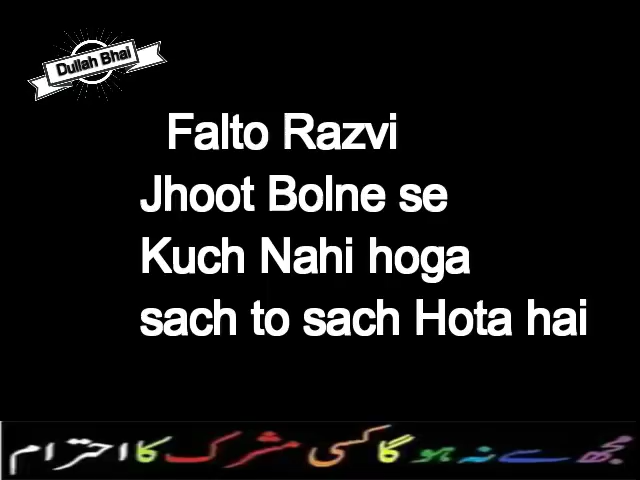 Dullah Bhai
Falto Razvi
Jhoot Bolne se
Kuch Nahi hoga
sach to sach Hota hai
مجھ سے نہ ہو گا کسی مشرک کا احترام